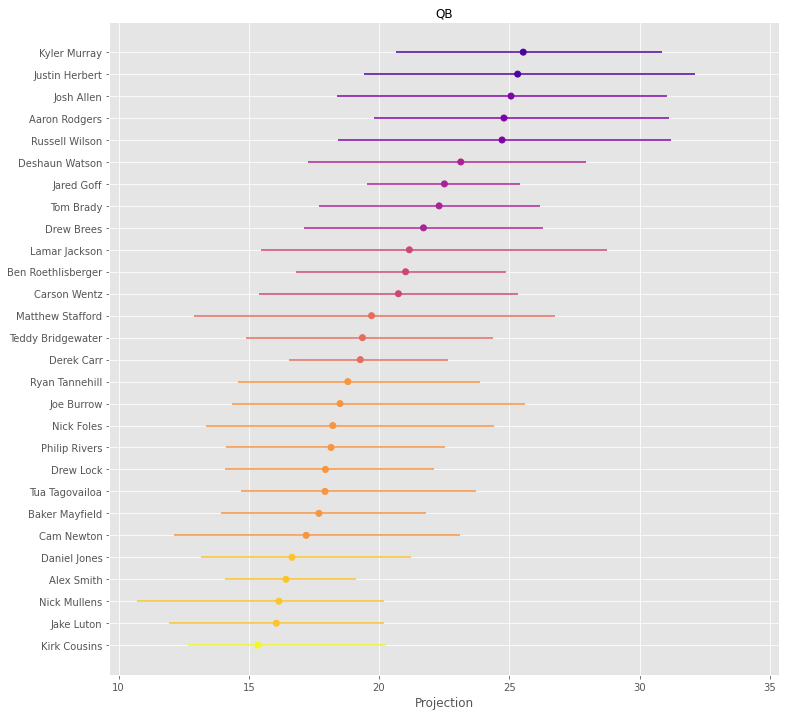 QB
Kyler Murray
Justin Herbert
Josh Allen
Aaron Rodgers
Russell Wilson
Deshaun Watson
Jared Goff
Tom Brady
Drew Brees
Lamar Jackson
Ben Roethlisberger
Carson Wentz
Matthew Stafford
Teddy Bridgewater
Derek Carr
Ryan Tannehill
Joe Burrow
Nick Foles
Philip Rivers
Drew Lock
Tua Tagovailoa
Baker Mayfield
Cam Newton
Daniel Jones
Alex Smith
Nick Mullens
Jake Luton
Kirk Cousins
10 15 20 25 30 35
Projection